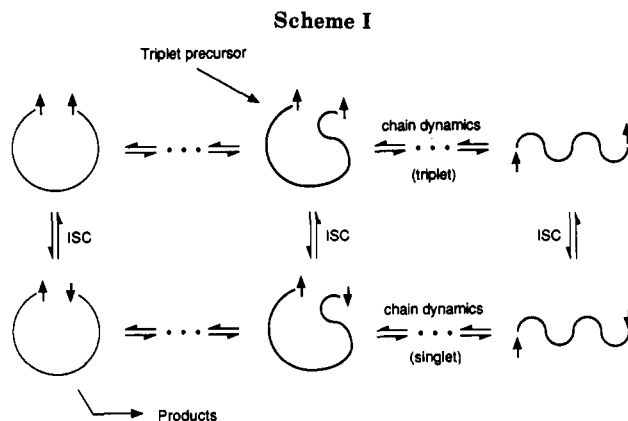 Scheme I
Triplet precursor
chain dynamics
(triplet)
ISC
ISC
ISC
chain dynamics
(singlet)
Products